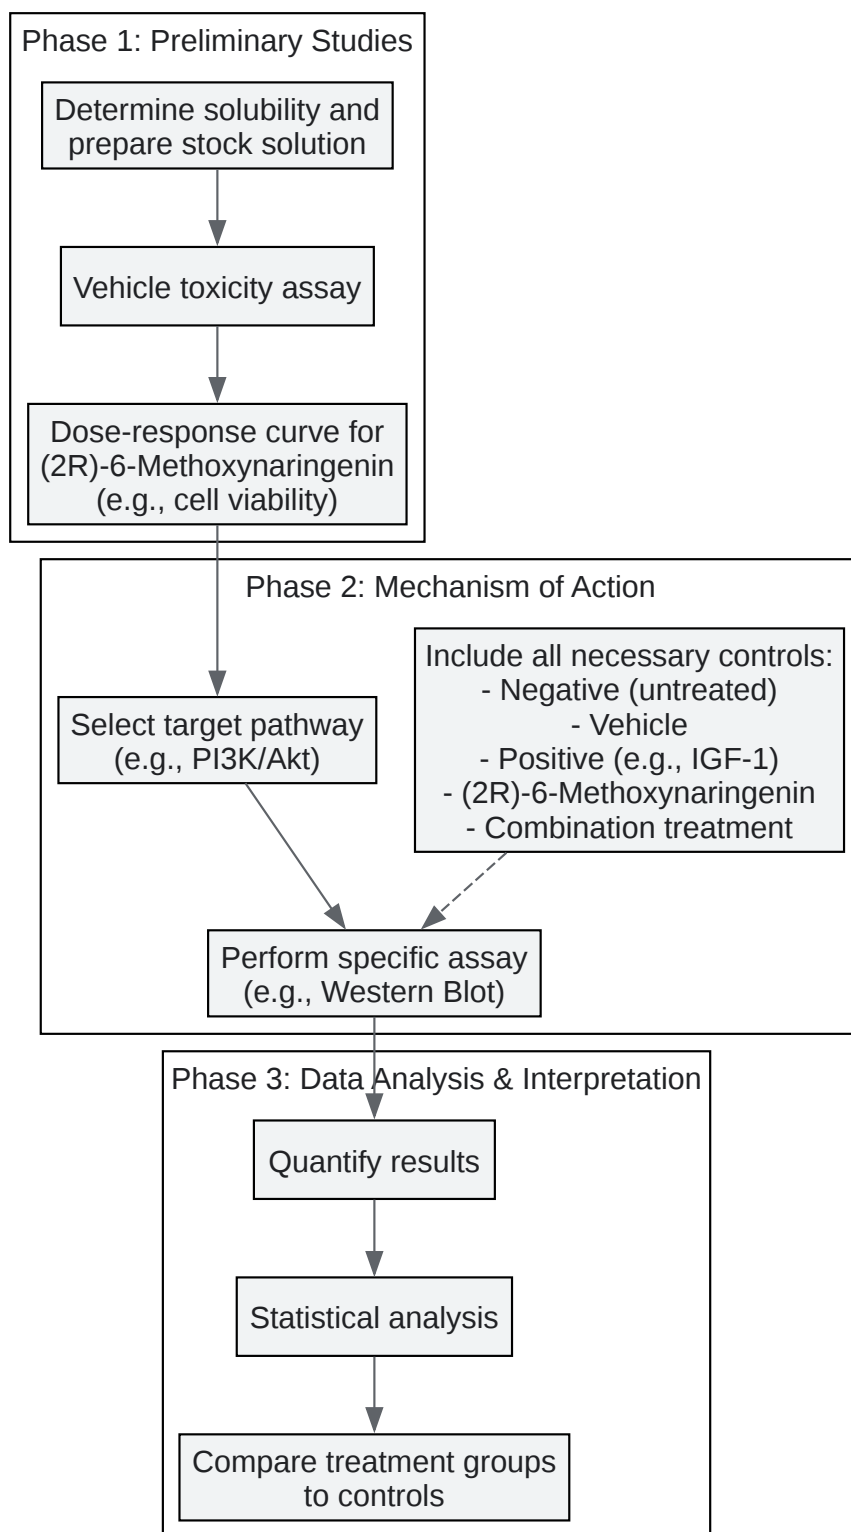 Phase 1: Preliminary Studies
Determine solubility and
prepare stock solution
Vehicle toxicity assay
Dose-response curve for
(2R)-6-Methoxynaringenin
(e.g., cell viability)
Phase 2: Mechanism of Action
Include all necessary controls:
- Negative (untreated)
- Vehicle
- Positive (e.g., IGF-1)
- (2R)-6-Methoxynaringenin
- Combination treatment
Select target pathway
(e.g., PI3K/Akt)
Perform specific assay
(e.g., Western Blot)
Phase 3: Data Analysis & Interpretation
Quantify results
Statistical analysis
Compare treatment groups
to controls